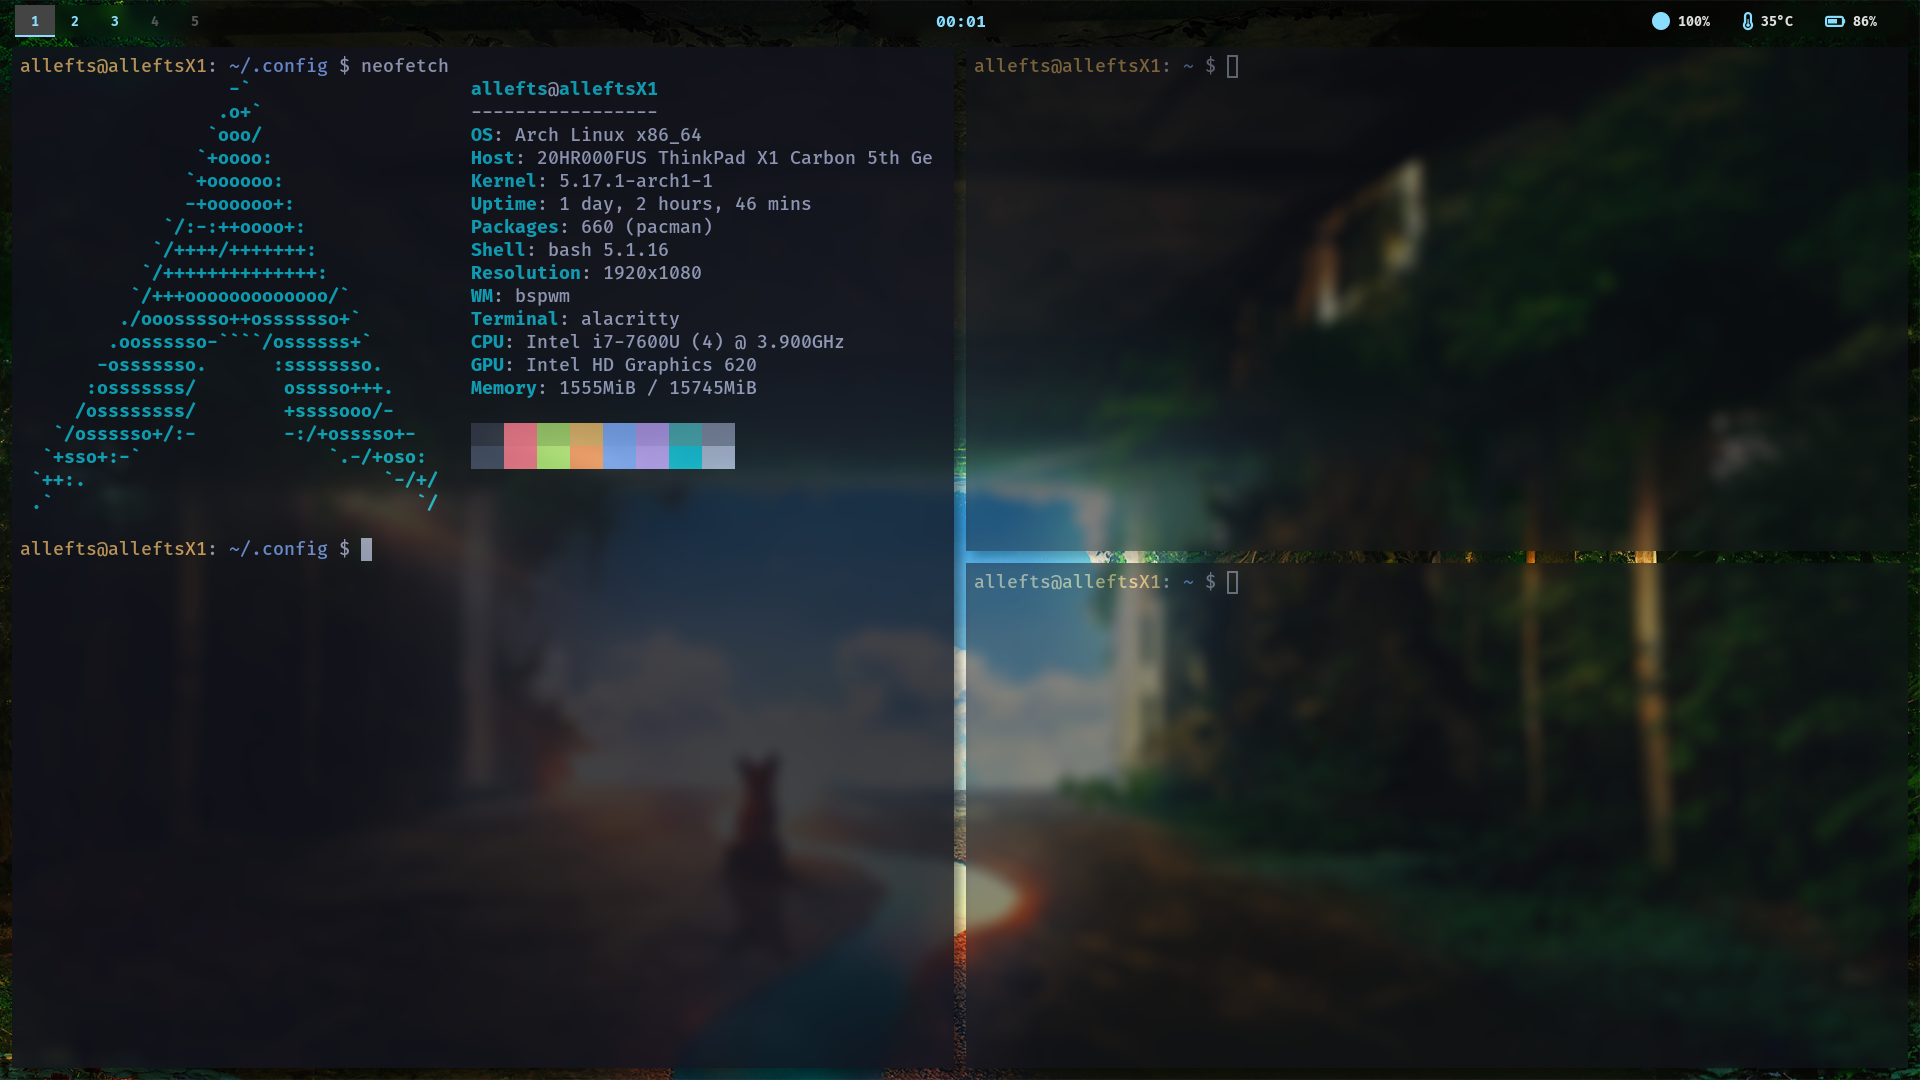 1 2 3 4 5 00:01 100% 35°C 86%
allefts@alleftsX1: ~/.config $ neofetch
                   -`
                  .o+`
                 `ooo/
                `+oooo:
               `+oooooo:
               -+oooooo+:
             `/:-:++oooo+:
            `/++++/+++++++:
           `/++++++++++++++:
          `/+++ooooooooooooo/`
         ./ooosssso++osssssso+`
        .oossssso-````/ossssss+`
       -osssssso.      :ssssssso.
      :osssssss/        osssso+++.
     /ossssssss/        +ssssooo/-
   `/ossssso+/:-        -:/+osssso+-
  `+sso+:-`                 `.-/+oso:
 `++:.                           `-/+/
 .`                                 `/
allefts@alleftsX1
-----------------
OS: Arch Linux x86_64
Host: 20HR000FUS ThinkPad X1 Carbon 5th Ge
Kernel: 5.17.1-arch1-1
Uptime: 1 day, 2 hours, 46 mins
Packages: 660 (pacman)
Shell: bash 5.1.16
Resolution: 1920x1080
WM: bspwm
Terminal: alacritty
CPU: Intel i7-7600U (4) @ 3.900GHz
GPU: Intel HD Graphics 620
Memory: 1555MiB / 15745MiB
allefts@alleftsX1: ~/.config $
allefts@alleftsX1: ~ $
allefts@alleftsX1: ~ $